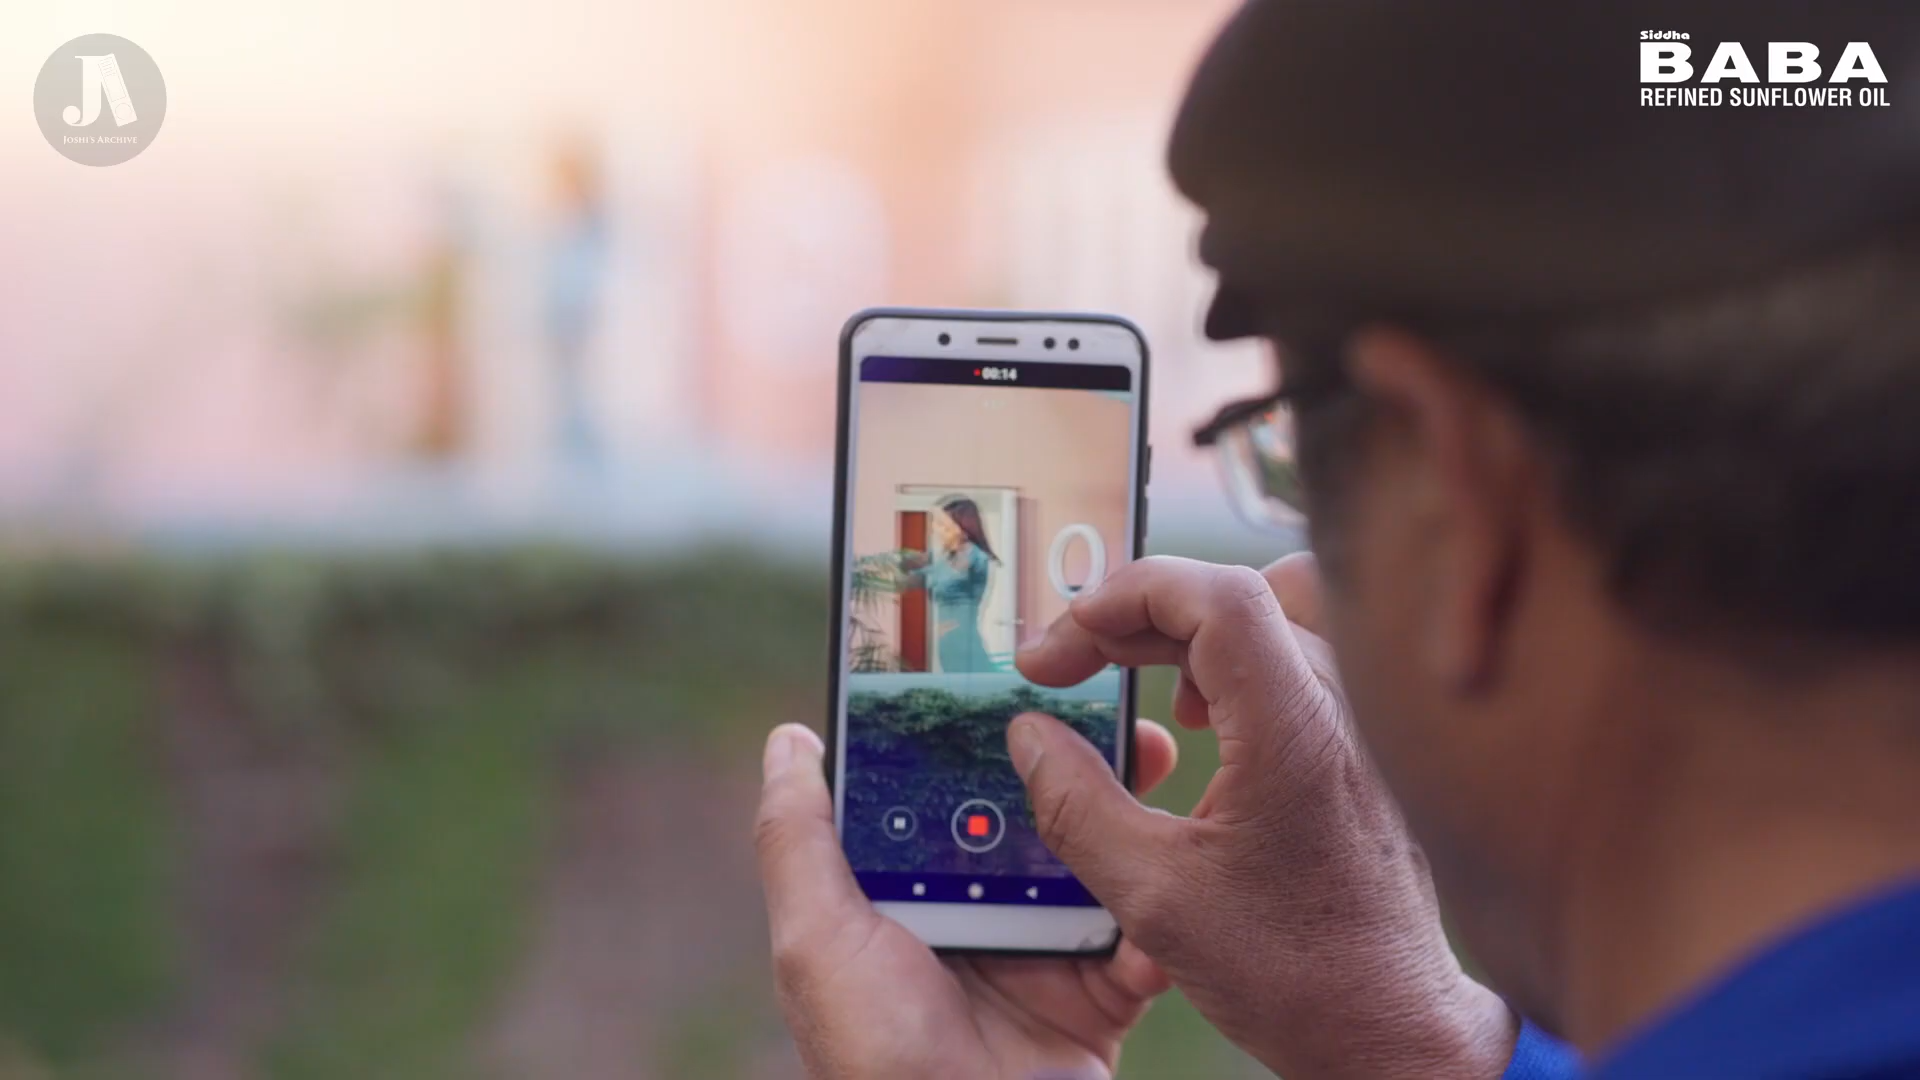 JA
JOSHI'S ARCHIVE
Siddha
BABA
REFINED SUNFLOWER OIL
00:14